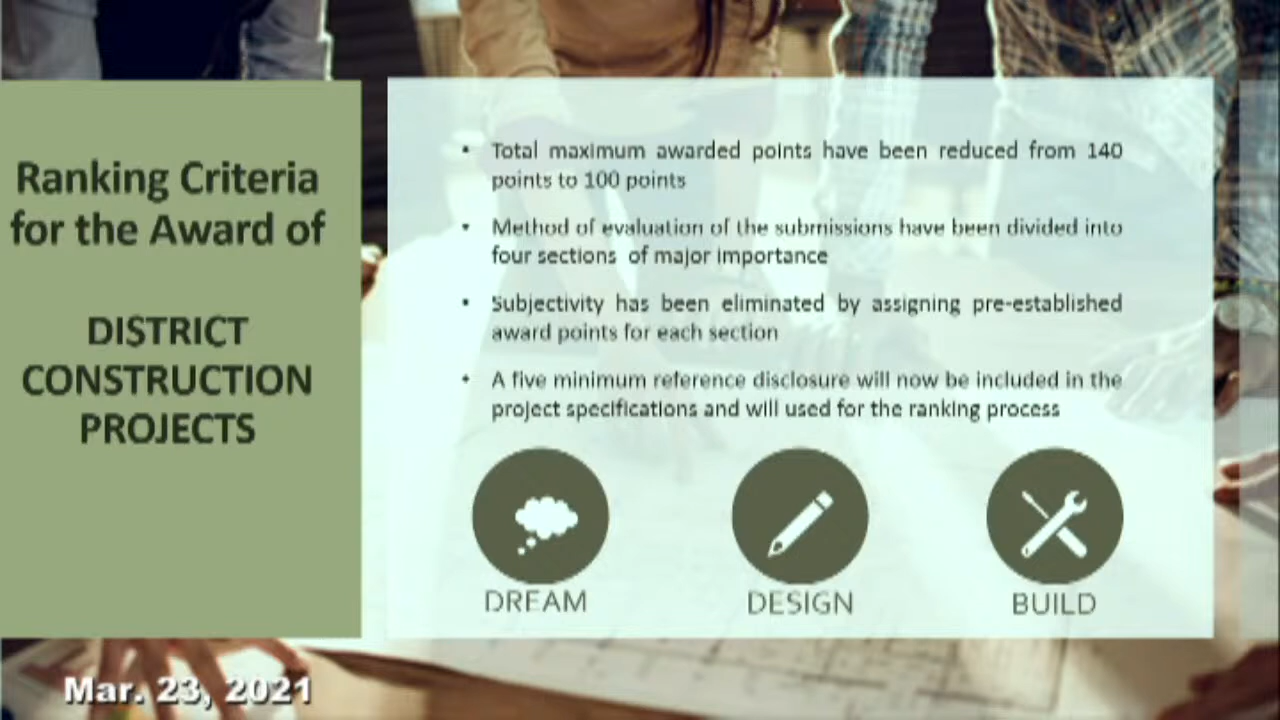 Ranking Criteria
for the Award of
DISTRICT
CONSTRUCTION
PROJECTS
• Total maximum awarded points have been reduced from 140
points to 100 points
• Method of evaluation of the submissions have been divided into
four sections of major importance
• Subjectivity has been eliminated by assigning pre-established
award points for each section
• A five minimum reference disclosure will now be included in the
project specifications and will used for the ranking process
DREAM
DESIGN
BUILD
Mar. 23, 2021